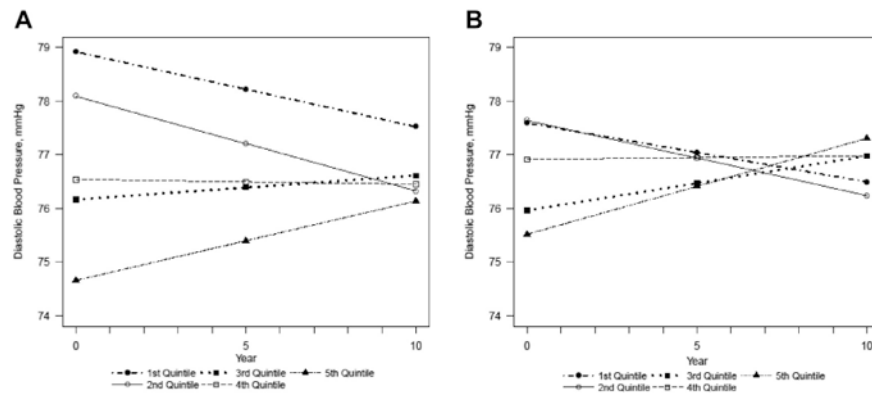 A
Diastolic Blood Pressure, mmHg
79
78
77
76
75
74
0
5
10
Year
1st Quintile
3rd Quintile
5th Quintile
2nd Quintile
4th Quintile
B
Diastolic Blood Pressure, mmHg
79
78
77
76
75
74
0
5
10
Year
1st Quintile
3rd Quintile
5th Quintile
2nd Quintile
4th Quintile